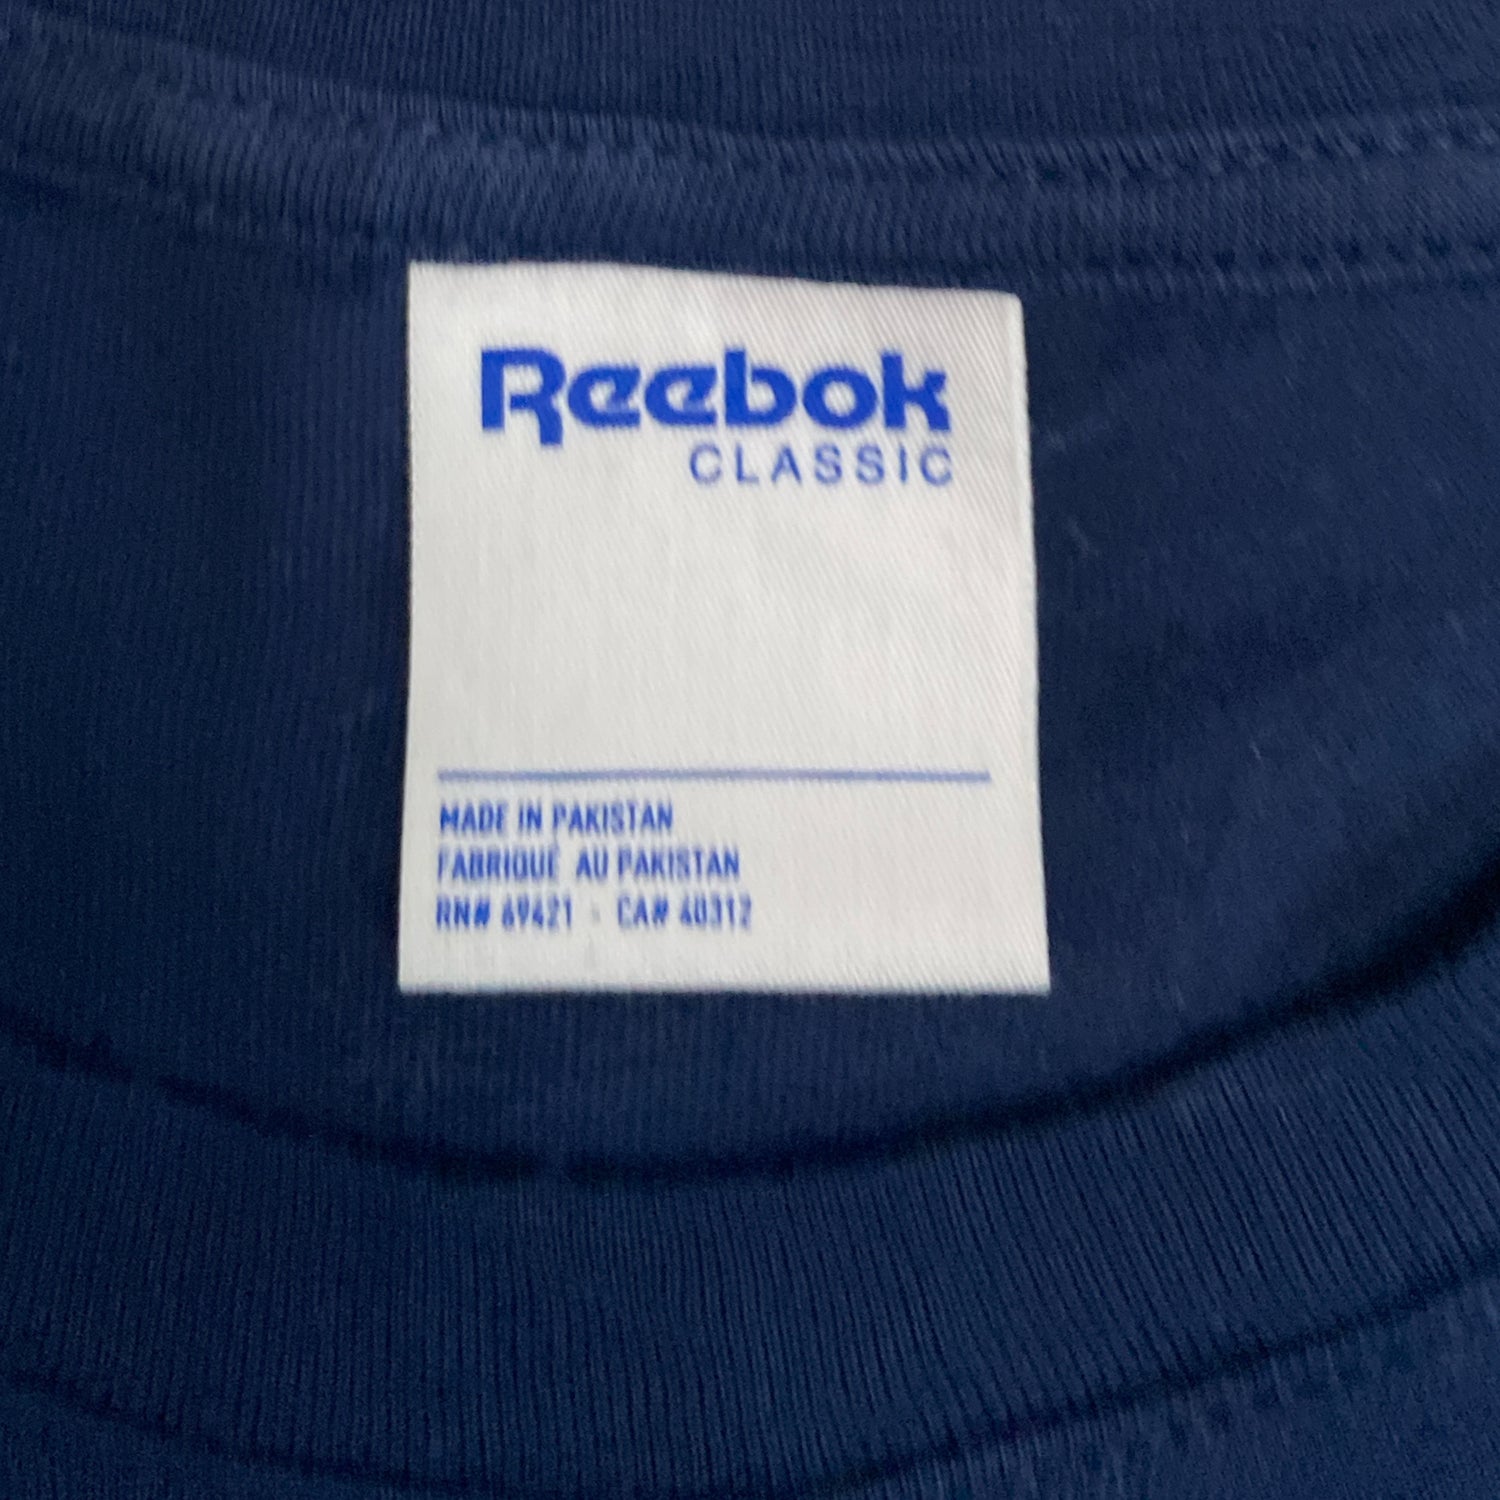 Reebok
CLASSIC
MADE IN PAKISTAN
FABRIQUÉ AU PAKISTAN
RN# 69421 - CA# 40312